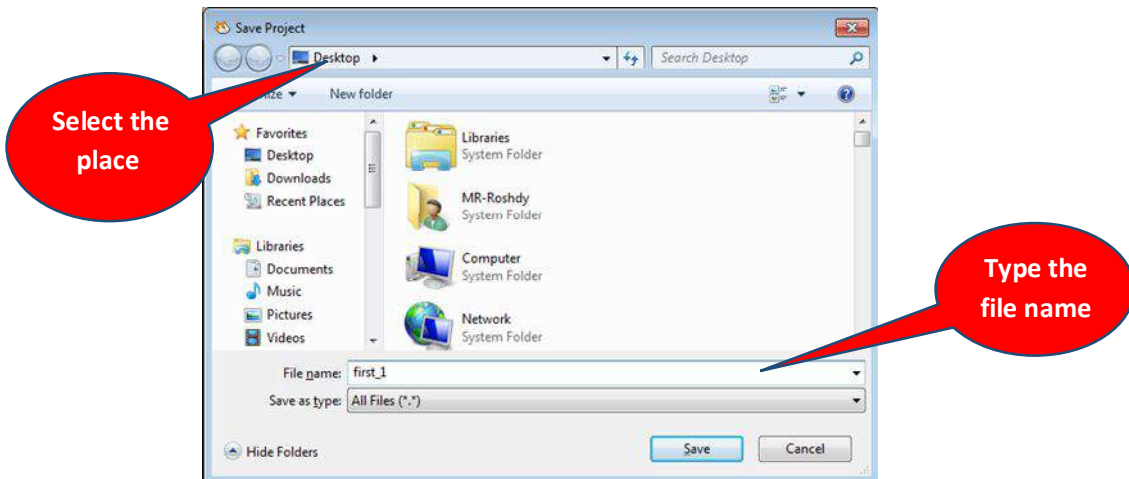 Save Project
Desktop
Search Desktop
New folder
Select the
place
Favorites
Desktop
Downloads
Recent Places
Libraries
Documents
Music
Pictures
Videos
Libraries
System Folder
MR-Roshdy
System Folder
Computer
System Folder
Network
System Folder
Type the
file name
File name: first_1
Save as type: All Files (*.*)
Hide Folders
Save
Cancel